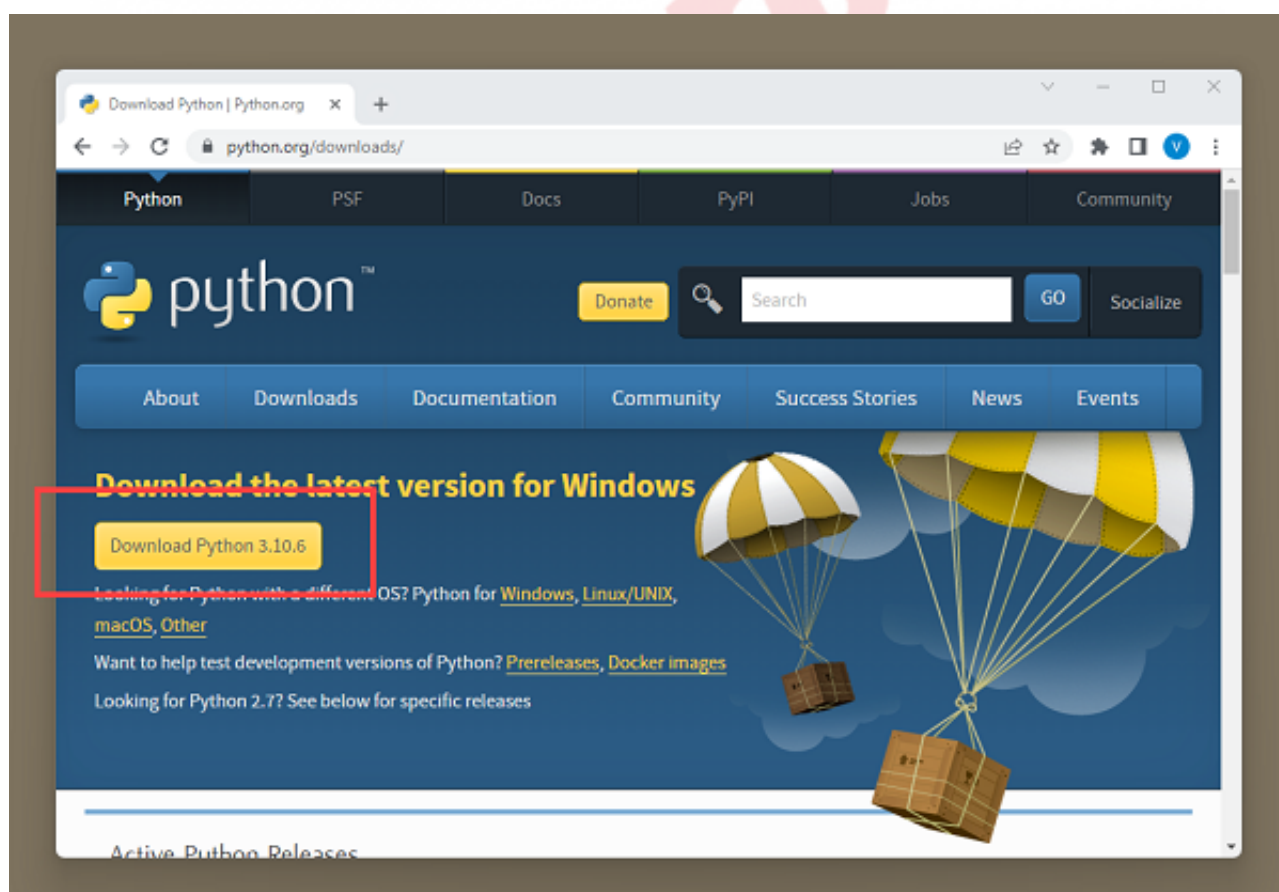 Download Python | Python.org
python.org/downloads/
V
Python PSF Docs PyPI Jobs Community
python™
Donate Search GO Socialize
About Downloads Documentation Community Success Stories News Events
Download the latest version for Windows
Download Python 3.10.6
Looking for Python with a different OS? Python for Windows, Linux/UNIX,
macOS, Other
Want to help test development versions of Python? Prereleases, Docker images
Looking for Python 2.7? See below for specific releases
Active Python Releases